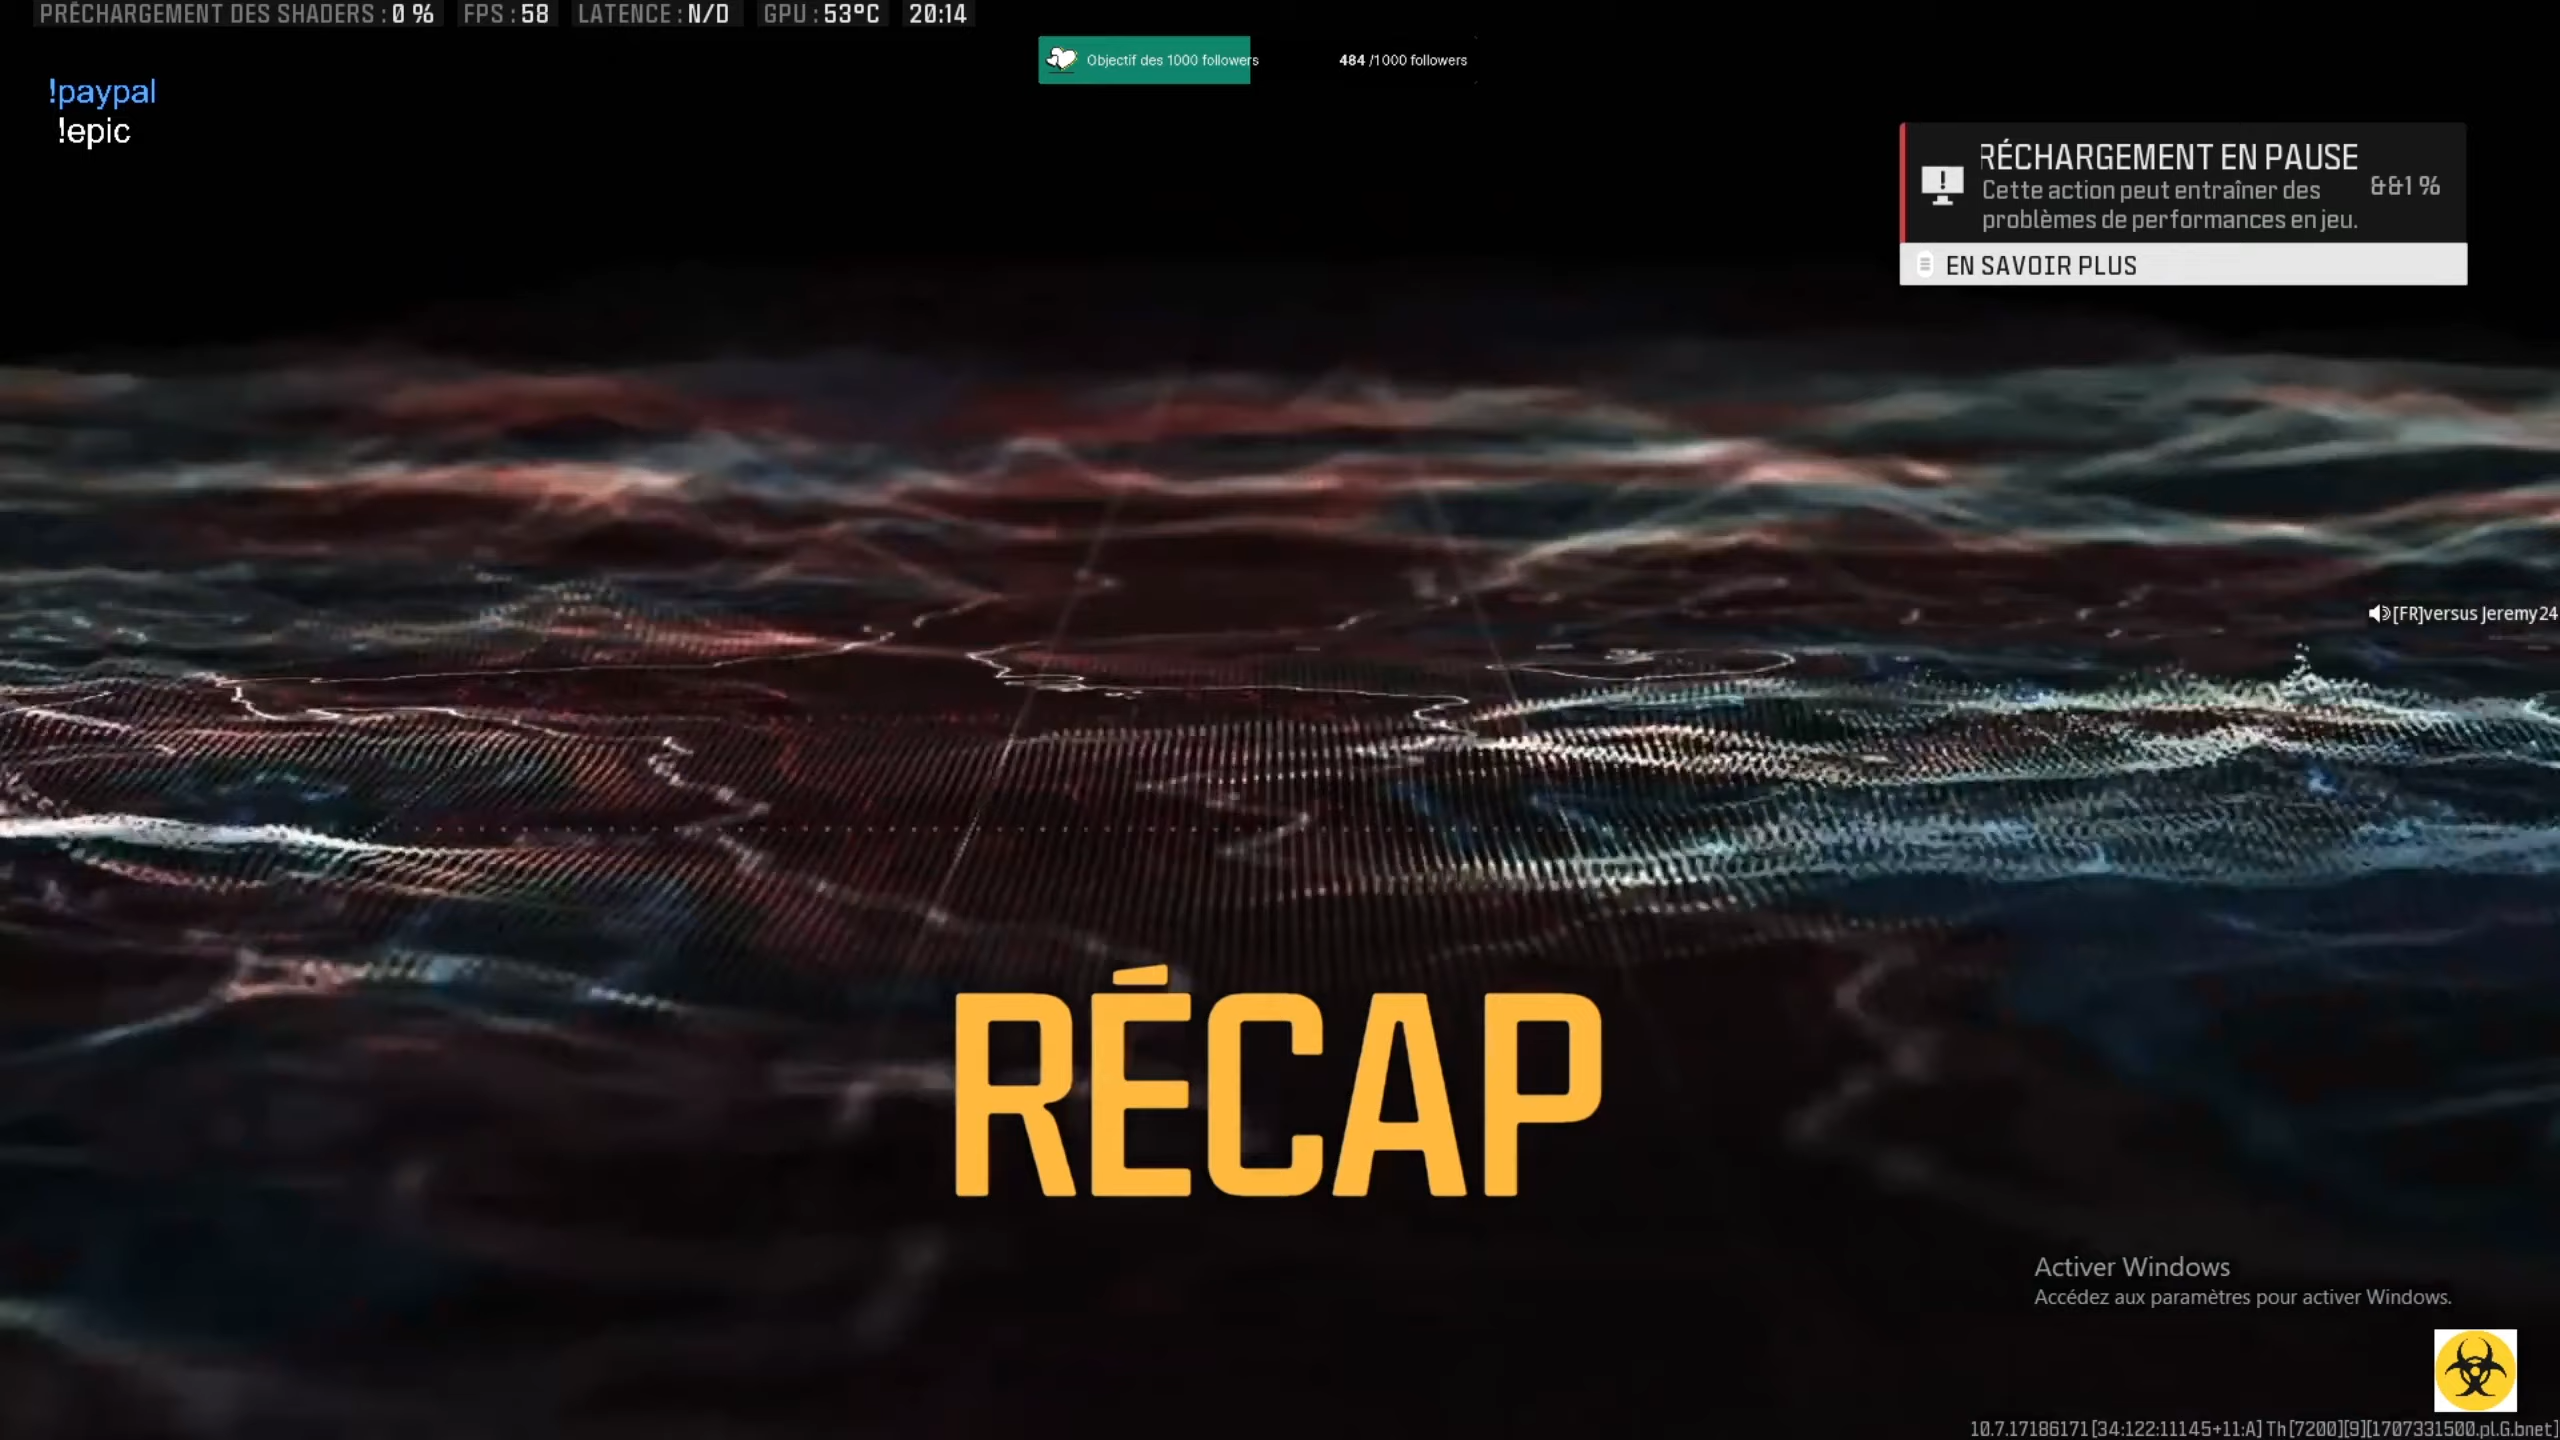 PRÉCHARGEMENT DES SHADERS : 0 % FPS : 58 LATENCE : N/D GPU : 53°C 20:14
Objectif des 1000 followers 484 /1000 followers
!paypal
!epic
RÉCHARGEMENT EN PAUSE
Cette action peut entraîner des
problèmes de performances en jeu.
&&1 %
EN SAVOIR PLUS
[FR]versus Jeremy24
RÉCAP
Activer Windows
Accédez aux paramètres pour activer Windows.
10.7.17186171 [34:122:11145+11:A] Th [7200][9][1707331500.pl.G.bnet]